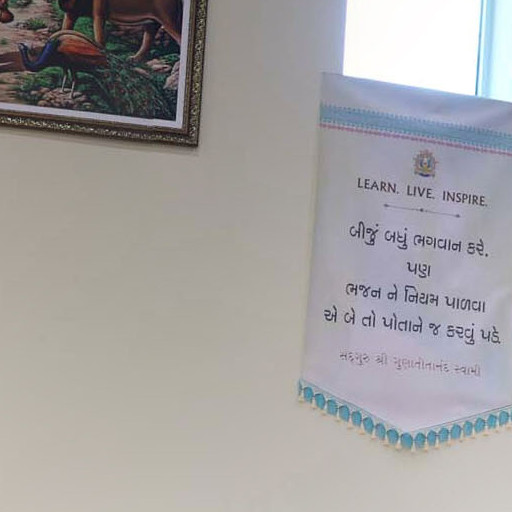 LEARN. LIVE. INSPIRE.
બીજું બધું ભગવાન કરે.
પણ
ભજન ને નિયમ પાળવા
એ બે તો પોતાને જ કરવું પડે.
સદ્‌ગુરુ શ્રી ગુણાતીતાનંદ સ્વામી